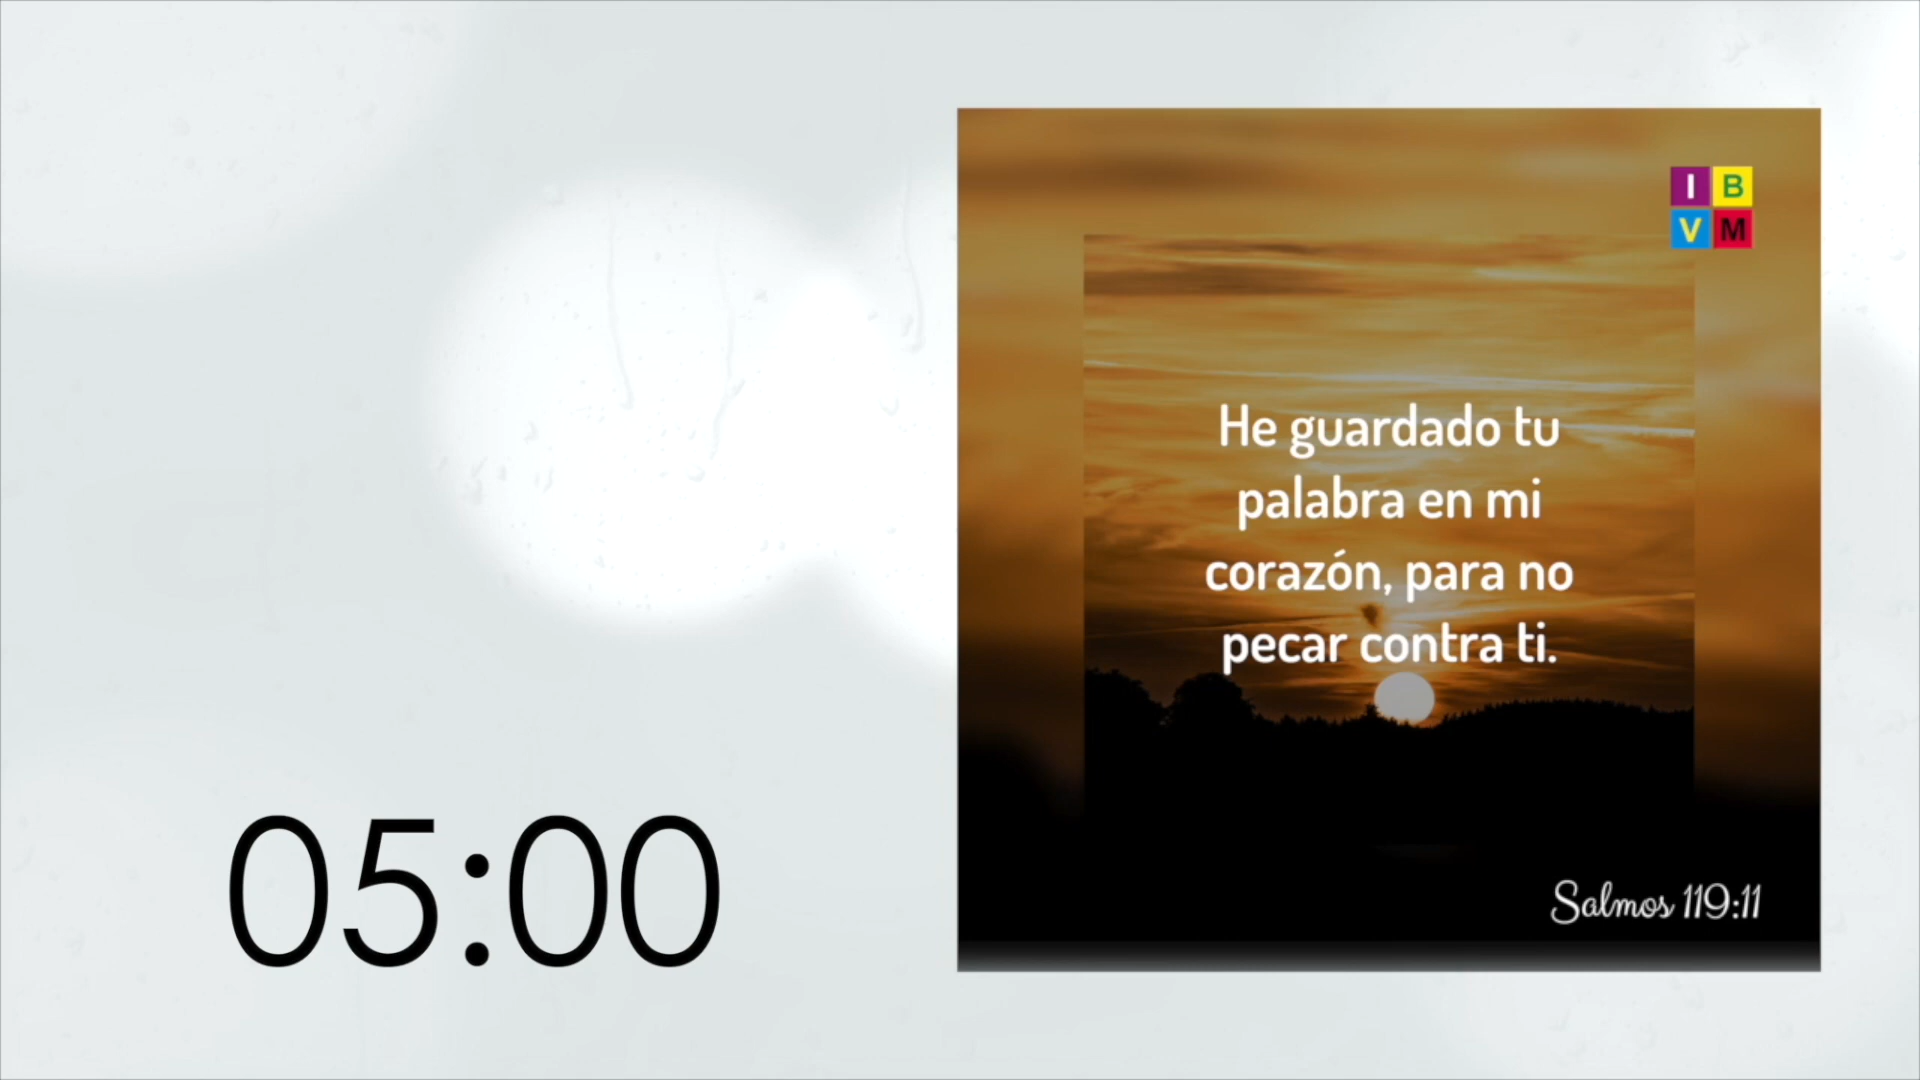 05:00
I B
V M
He guardado tu
palabra en mi
corazón, para no
pecar contra ti.
Salmos 119:11